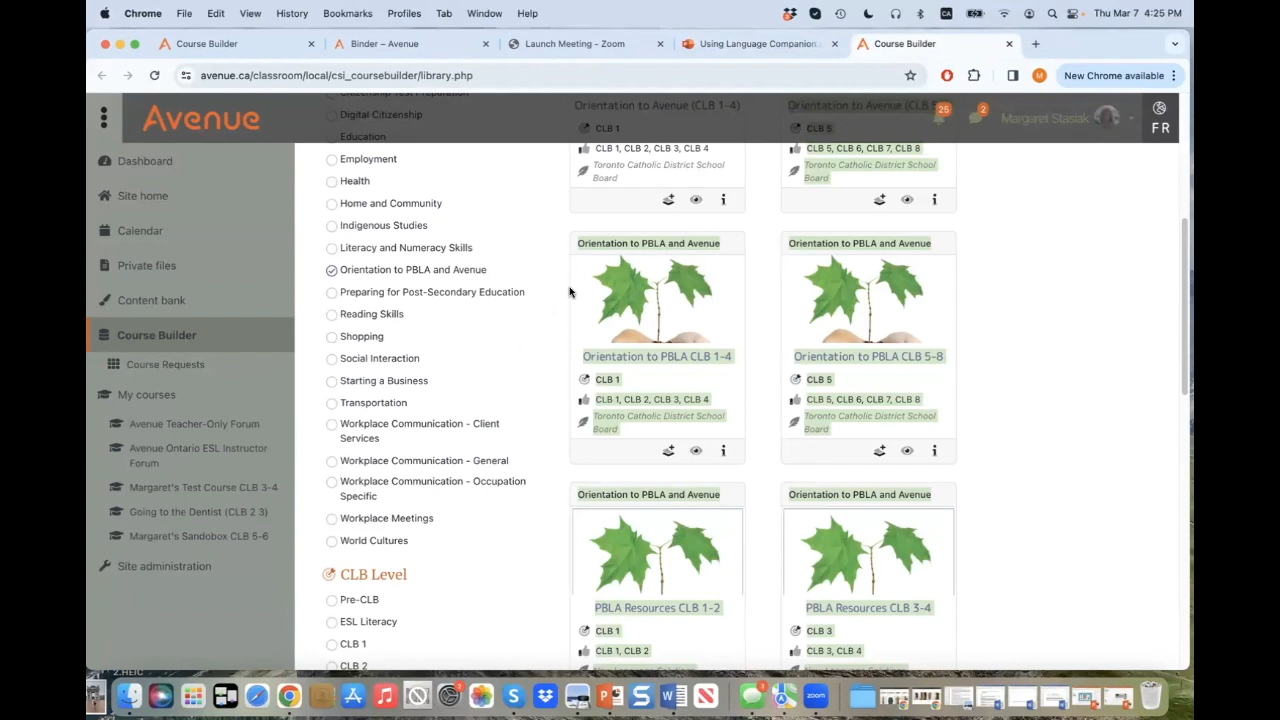 Chrome File Edit View History Bookmarks Profiles Tab Window Help
CA
Thu Mar 7 4:25 PM
Course Builder
Binder – Avenue
Launch Meeting - Zoom
Using Language Companion
Course Builder
avenue.ca/classroom/local/csi_coursebuilder/library.php
M
New Chrome available
Avenue
25
2
Margaret Stasiak
FR
Dashboard
Site home
Calendar
Private files
Content bank
Course Builder
Course Requests
My courses
Avenue Teacher-Only Forum
Avenue Ontario ESL Instructor
Forum
Margaret's Test Course CLB 3-4
Going to the Dentist (CLB 2 3)
Margaret's Sandobox CLB 5-6
Site administration
Citizenship Test Preparation
Digital Citizenship
Education
Employment
Health
Home and Community
Indigenous Studies
Literacy and Numeracy Skills
Orientation to PBLA and Avenue
Preparing for Post-Secondary Education
Reading Skills
Shopping
Social Interaction
Starting a Business
Transportation
Workplace Communication - Client
Services
Workplace Communication - General
Workplace Communication - Occupation
Specific
Workplace Meetings
World Cultures
CLB Level
Pre-CLB
ESL Literacy
CLB 1
CLB 2
Orientation to Avenue (CLB 1-4)
CLB 1
CLB 1, CLB 2, CLB 3, CLB 4
Toronto Catholic District School
Board
Orientation to Avenue (CLB 5
CLB 5
CLB 5, CLB 6, CLB 7, CLB 8
Toronto Catholic District School
Board
Orientation to PBLA and Avenue
Orientation to PBLA CLB 1-4
CLB 1
CLB 1, CLB 2, CLB 3, CLB 4
Toronto Catholic District School
Board
Orientation to PBLA and Avenue
Orientation to PBLA CLB 5-8
CLB 5
CLB 5, CLB 6, CLB 7, CLB 8
Toronto Catholic District School
Board
Orientation to PBLA and Avenue
PBLA Resources CLB 1-2
CLB 1
CLB 1, CLB 2
Orientation to PBLA and Avenue
PBLA Resources CLB 3-4
CLB 3
CLB 3, CLB 4
2.HEIC
zoom